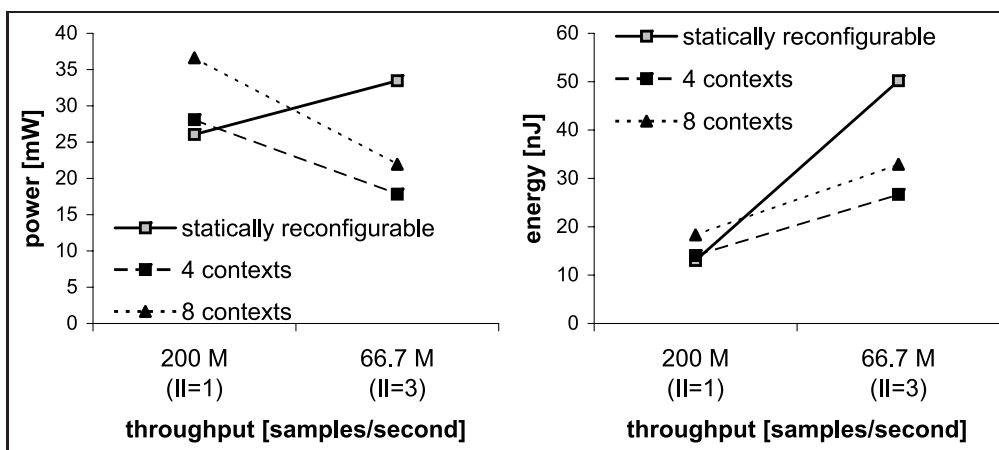 40
35
30
25
20
15
10
5
0
power [mW]
statically reconfigurable
4 contexts
8 contexts
200 M
(II=1)
66.7 M
(II=3)
throughput [samples/second]
60
50
40
30
20
10
0
energy [nJ]
statically reconfigurable
4 contexts
8 contexts
200 M
(II=1)
66.7 M
(II=3)
throughput [samples/second]